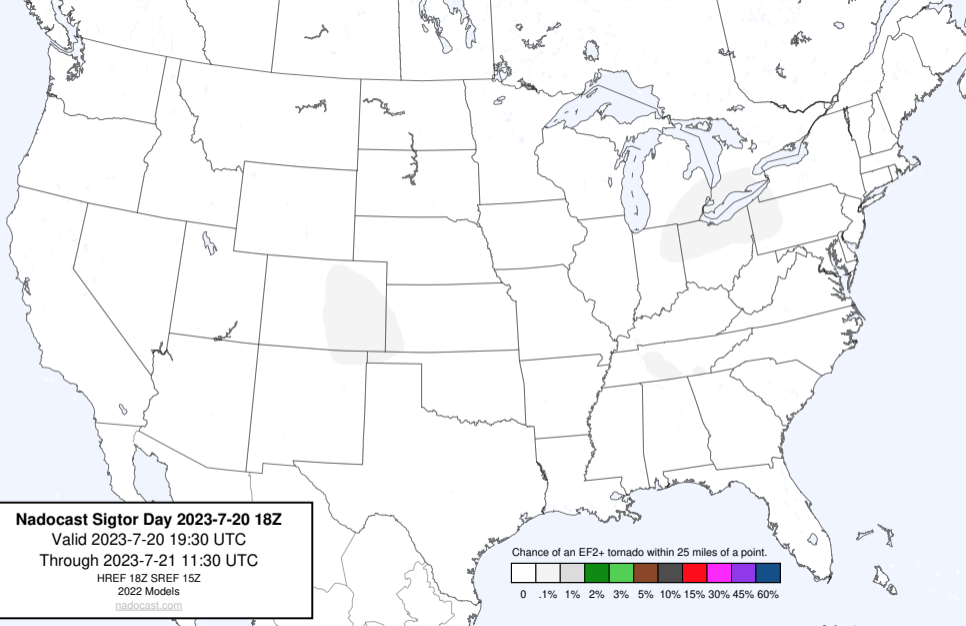 Nadocast Sigtor Day 2023-7-20 18Z
Valid 2023-7-20 19:30 UTC
Through 2023-7-21 11:30 UTC
HREF 18Z SREF 15Z
2022 Models
nadocast.com
Chance of an EF2+ tornado within 25 miles of a point.
0 .1% 1% 2% 3% 5% 10% 15% 30% 45% 60%